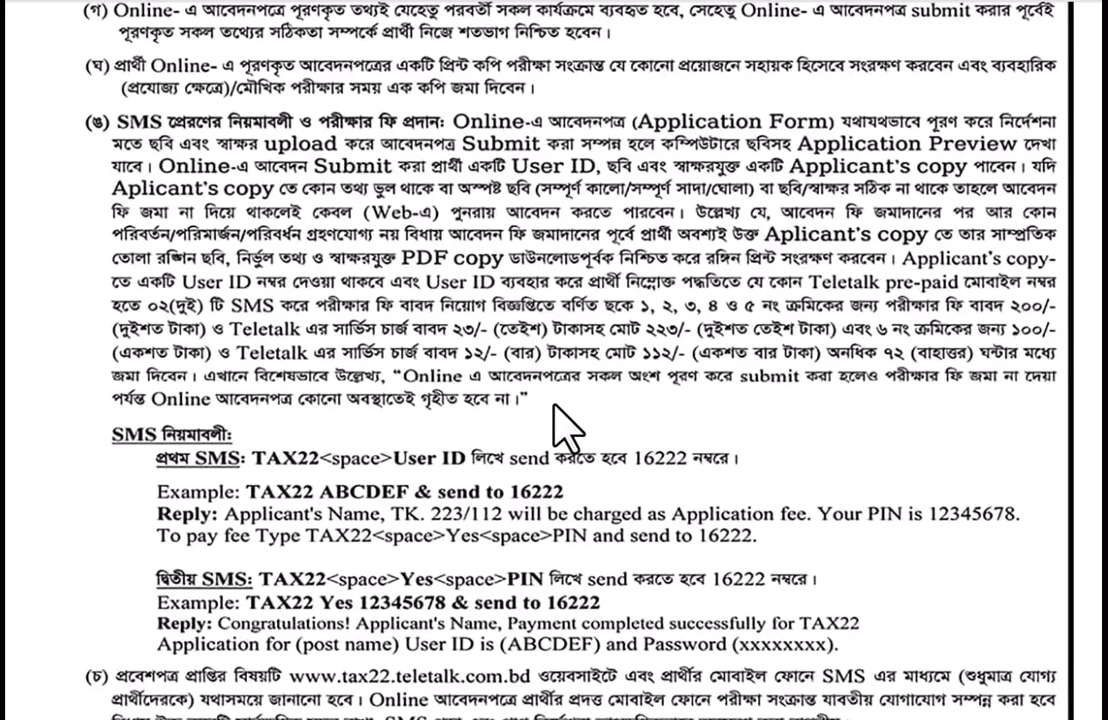 (গ) Online- এ আবেদনপত্রে পূরণকৃত তথ্যই যেহেতু পরবর্তী সকল কার্যক্রমে ব্যবহৃত হবে, সেহেতু Online- এ আবেদনপত্র submit করার পূর্বেই
পূরণকৃত সকল তথ্যের সঠিকতা সম্পর্কে প্রার্থী নিজে শতভাগ নিশ্চিত হবেন।
(ঘ) প্রার্থী Online- এ পূরণকৃত আবেদনপত্রের একটি প্রিন্ট কপি পরীক্ষা সংক্রান্ত যে কোনো প্রয়োজনে সহায়ক হিসেবে সংরক্ষণ করবেন এবং ব্যবহারিক
(প্রযোজ্য ক্ষেত্রে)/মৌখিক পরীক্ষার সময় এক কপি জমা দিবেন।
(ঙ) SMS প্রেরণের নিয়মাবলী ও পরীক্ষার ফি প্রদান: Online-এ আবেদনপত্র (Application Form) যথাযথভাবে পূরণ করে নির্দেশনা
মতে ছবি এবং স্বাক্ষর upload করে আবেদনপত্র Submit করা সম্পন্ন হলে কম্পিউটারে ছবিসহ Application Preview দেখা
যাবে। Online-এ আবেদন Submit করা প্রার্থী একটি User ID, ছবি এবং স্বাক্ষরযুক্ত একটি Applicant's copy পাবেন। যদি
Aplicant's copy তে কোন তথ্য ভুল থাকে বা অস্পষ্ট ছবি (সম্পূর্ণ কালো/সম্পূর্ণ সাদা/ঘোলা) বা ছবি/স্বাক্ষর সঠিক না থাকে তাহলে আবেদন
ফি জমা না দিয়ে থাকলেই কেবল (Web-এ) পুনরায় আবেদন করতে পারবেন। উল্লেখ্য যে, আবেদন ফি জমাদানের পর আর কোন
পরিবর্তন/পরিমার্জন/পরিবর্ধন গ্রহণযোগ্য নয় বিধায় আবেদন ফি জমাদানের পূর্বে প্রার্থী অবশ্যই উক্ত Aplicant's copy তে তার সাম্প্রতিক
তোলা রঙ্গিন ছবি, নির্ভুল তথ্য ও স্বাক্ষরযুক্ত PDF copy ডাউনলোডপূর্বক নিশ্চিত করে রঙ্গিন প্রিন্ট সংরক্ষণ করবেন। Applicant's copy-
তে একটি User ID নম্বর দেওয়া থাকবে এবং User ID ব্যবহার করে প্রার্থী নিম্নোক্ত পদ্ধতিতে যে কোন Teletalk pre-paid মোবাইল নম্বর
হতে ০২(দুই) টি SMS করে পরীক্ষার ফি বাবদ নিয়োগ বিজ্ঞপ্তিতে বর্ণিত ছকে ১, ২, ৩, ৪ ও ৫ নং ক্রমিকের জন্য পরীক্ষার ফি বাবদ ২০০/-
(দুইশত টাকা) ও Teletalk এর সার্ভিস চার্জ বাবদ ২৩/- (তেইশ) টাকাসহ মোট ২২৩/- (দুইশত তেইশ টাকা) এবং ৬ নং ক্রমিকের জন্য ১০০/-
(একশত টাকা) ও Teletalk এর সার্ভিস চার্জ বাবদ ১২/- (বার) টাকাসহ মোট ১১২/- (একশত বার টাকা) অনধিক ৭২ (বাহাত্তর) ঘন্টার মধ্যে
জমা দিবেন। এখানে বিশেষভাবে উল্লেখ্য, “Online এ আবেদনপত্রের সকল অংশ পূরণ করে submit করা হলেও পরীক্ষার ফি জমা না দেয়া
পর্যন্ত Online আবেদনপত্র কোনো অবস্থাতেই গৃহীত হবে না।”
SMS নিয়মাবলী:
প্রথম SMS: TAX22<space>User ID লিখে send করতে হবে 16222 নম্বরে।
Example: TAX22 ABCDEF & send to 16222
Reply: Applicant's Name, TK. 223/112 will be charged as Application fee. Your PIN is 12345678.
To pay fee Type TAX22<space>Yes<space>PIN and send to 16222.
দ্বিতীয় SMS: TAX22<space>Yes<space>PIN লিখে send করতে হবে 16222 নম্বরে।
Example: TAX22 Yes 12345678 & send to 16222
Reply: Congratulations! Applicant's Name, Payment completed successfully for TAX22
Application for (post name) User ID is (ABCDEF) and Password (xxxxxxxx).
(চ) প্রবেশপত্র প্রাপ্তির বিষয়টি www.tax22.teletalk.com.bd ওয়েবসাইটে এবং প্রার্থীর মোবাইল ফোনে SMS এর মাধ্যমে (শুধুমাত্র যোগ্য
প্রার্থীদেরকে) যথাসময়ে জানানো হবে। Online আবেদনপত্রে প্রার্থীর প্রদত্ত মোবাইল ফোনে পরীক্ষা সংক্রান্ত যাবতীয় যোগাযোগ সম্পন্ন করা হবে